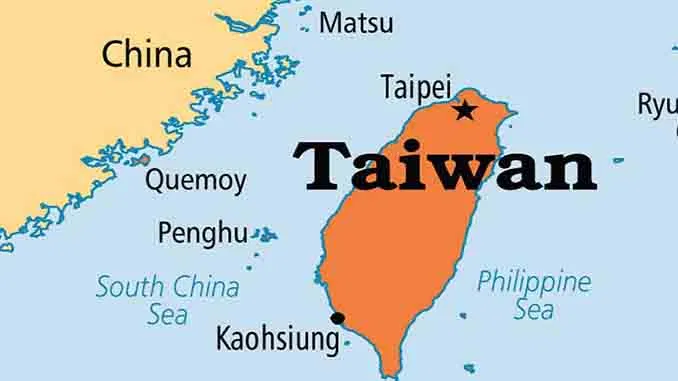 Matsu
China
Taipei
Ryu
Taiwan
Quemoy
Penghu
South China
Sea
Philippine
Sea
Kaohsiung